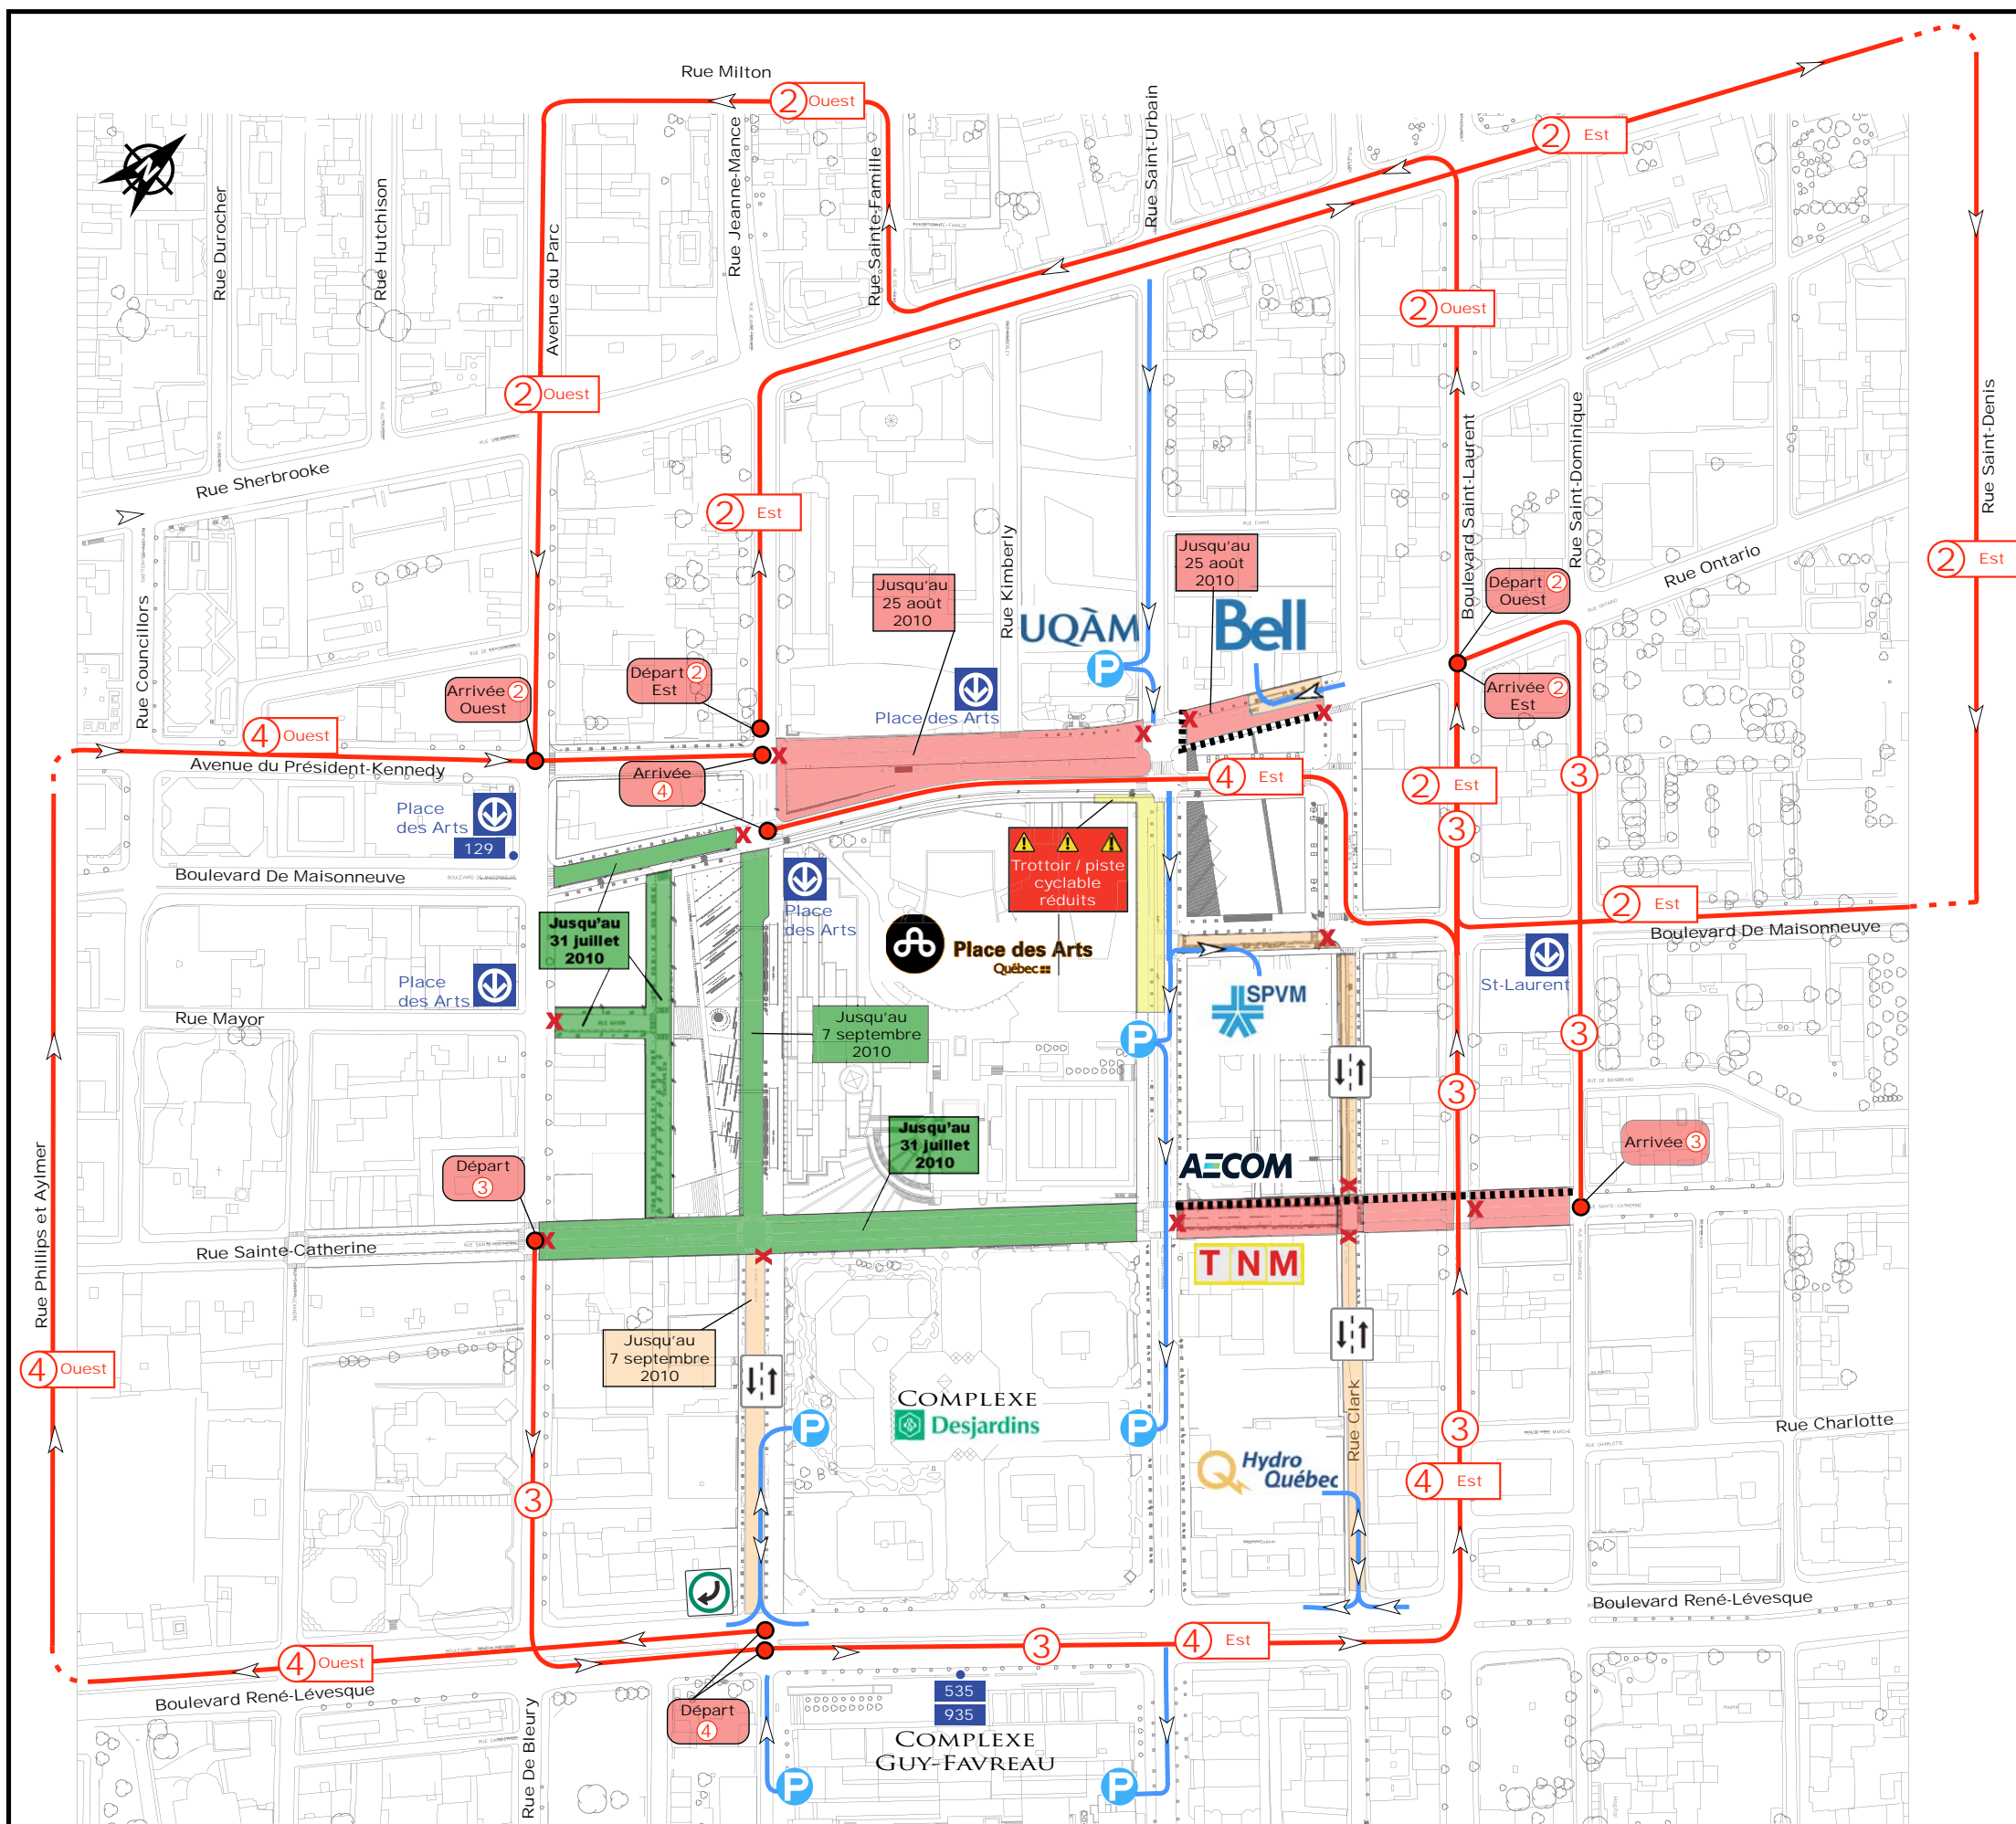 Rue Milton
2 Ouest
Rue Saint-Urbain
2 Est
N
Rue Durocher
Rue Hutchison
Avenue du Parc
Rue Jeanne-Mance
Rue Sainte-Famille
2 Ouest
2 Ouest
Rue Saint-Denis
Boulevard Saint-Laurent
Rue Saint-Dominique
Rue Sherbrooke
2 Est
Rue Kimberly
RUE EVANS
Jusqu'au
25 août
2010
2 Est
Rue Ontario
Jusqu'au
25 août
2010
Départ 2
Ouest
Rue Councillors
UQÀM
Bell
P
Départ 2
Est
Arrivée 2
Ouest
Arrivée 2
Est
Place des Arts
4 Ouest
Avenue du Président-Kennedy
Arrivée
4
4 Est
2 Est
3
3
Place
des Arts
129
Trottoir / piste
cyclable
réduits
Boulevard De Maisonneuve
Place
des Arts
Jusqu'au
31 juillet
2010
Place des Arts
Québec
2 Est
Boulevard De Maisonneuve
Place
des Arts
St-Laurent
SPVM
Rue Mayor
RUE MAYOR
Jusqu'au
7 septembre
2010
P
3
3
Jusqu'au
31 juillet
2010
Arrivée 3
AECOM
Départ
3
Rue Phillips et Aylmer
Rue Sainte-Catherine
TNM
Jusqu'au
7 septembre
2010
4 Ouest
Complexe
Desjardins
P
P
Rue Clark
Rue Charlotte
RUE CHARLOTTE
3
Hydro
Québec
4 Est
3
Boulevard René-Lévesque
4 Ouest
3
4 Est
Boulevard René-Lévesque
Départ
4
535
935
Complexe
Guy-Favreau
P
P
Rue De Bleury